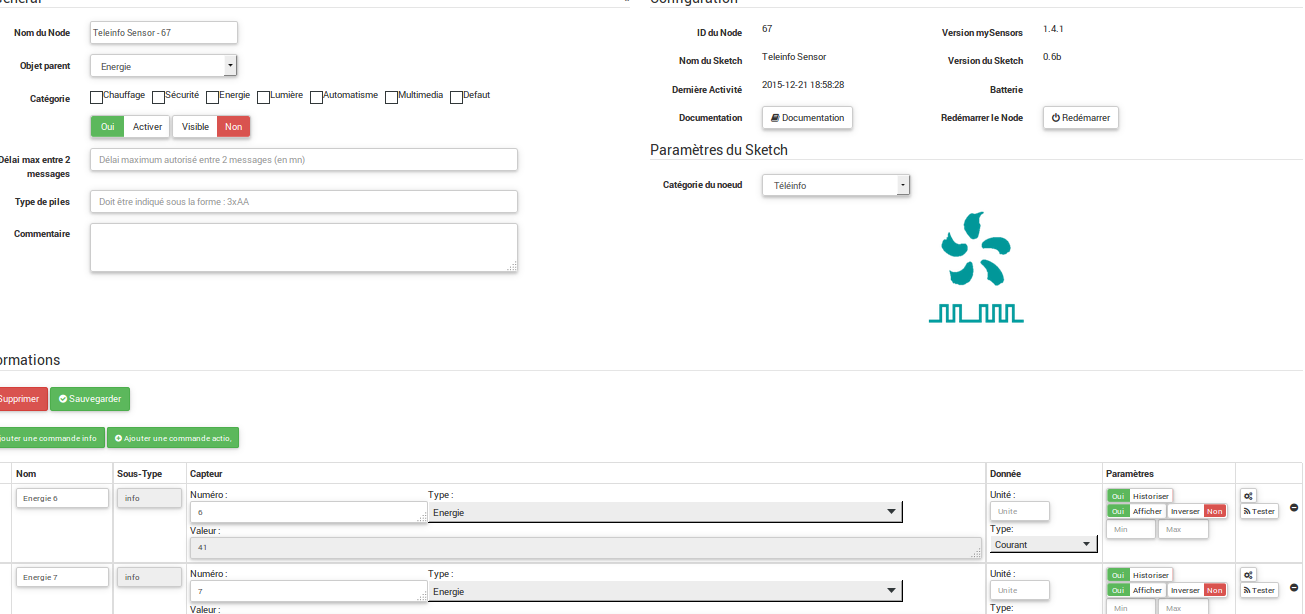 General
Nom du Node
Teleinfo Sensor - 67
Objet parent
Energie
Catégorie
Chauffage Sécurité Energie Lumière Automatisme Multimedia Defaut
Oui Activer Visible Non
Délai max entre 2
messages
Délai maximum autorisé entre 2 messages (en mn)
Type de piles
Doit être indiqué sous la forme : 3xAA
Commentaire
Configuration
ID du Node 67 Version mySensors 1.4.1
Nom du Sketch Teleinfo Sensor Version du Sketch 0.6b
Dernière Activité 2015-12-21 18:58:28 Batterie
Documentation Documentation Redémarrer le Node Redémarrer
Paramètres du Sketch
Catégorie du noeud Téléinfo
ormations
Supprimer Sauvegarder
jouter une commande info Ajouter une commande actio,
Nom Sous-Type Capteur Donnée Paramètres
Energie 6 info
Numéro : Type :
6 Energie
Valeur :
41
Unité :
Unite
Type:
Courant
Oui Historiser
Oui Afficher Inverser Non
Min Max
Tester
Energie 7 info
Numéro : Type :
7 Energie
Valeur :
Unité :
Unite
Type:
Oui Historiser
Oui Afficher Inverser Non
Min Max
Tester